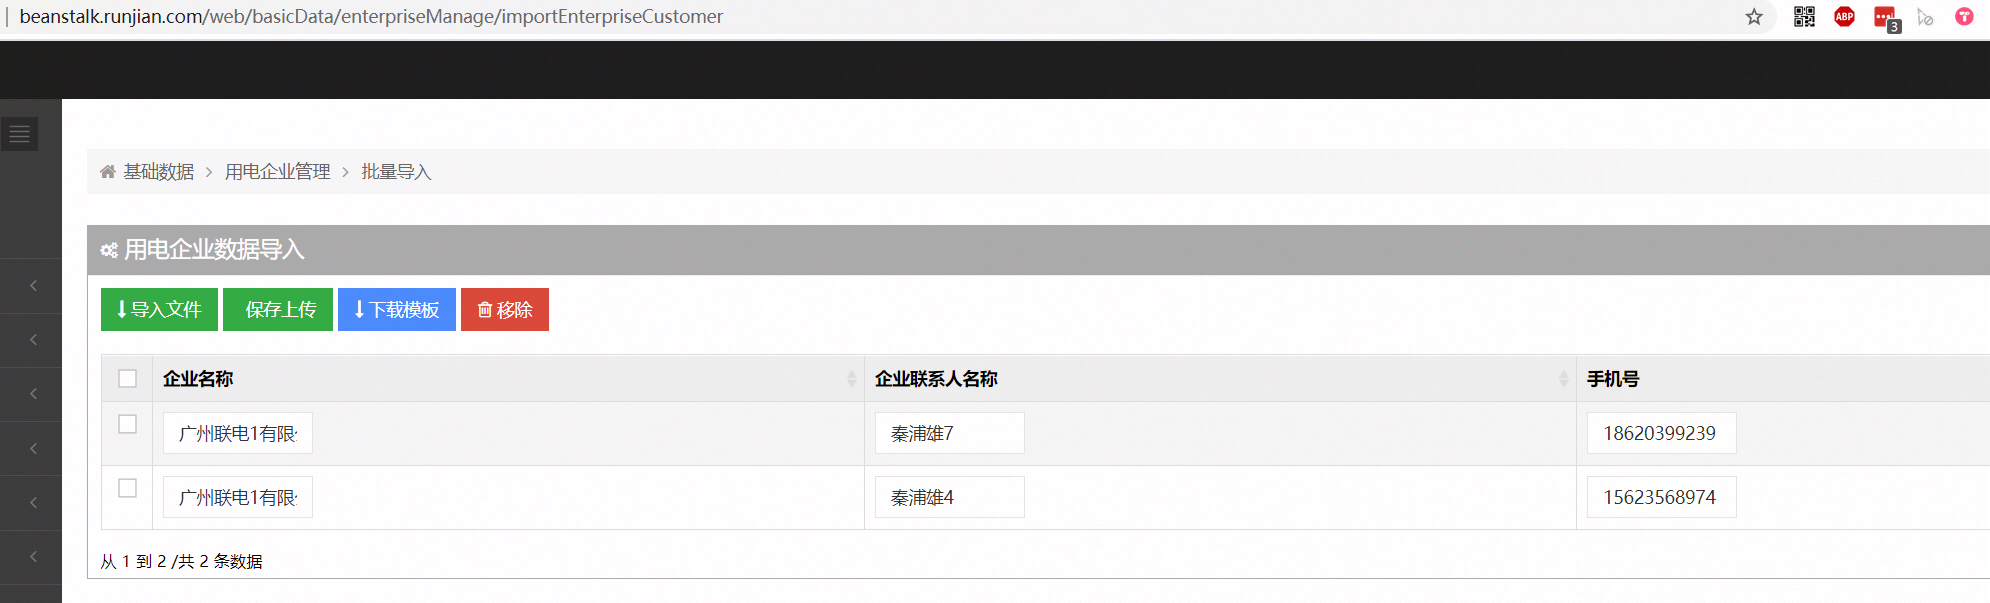 beanstalk.runjian.com/web/basicData/enterpriseManage/importEnterpriseCustomer
ABP
3
基础数据 > 用电企业管理 > 批量导入
用电企业数据导入
导入文件 保存上传 下载模板 移除
企业名称 企业联系人名称 手机号
广州联电1有限 秦浦雄7 18620399239
广州联电1有限 秦浦雄4 15623568974
从 1 到 2 /共 2 条数据